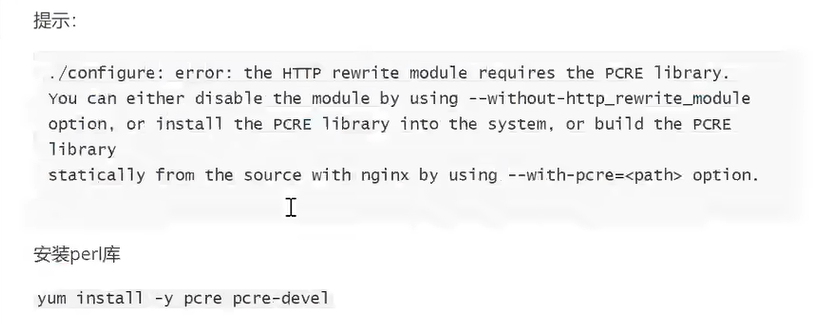 提示：
./configure: error: the HTTP rewrite module requires the PCRE library.
You can either disable the module by using --without-http_rewrite_module
option, or install the PCRE library into the system, or build the PCRE
library
statically from the source with nginx by using --with-pcre=<path> option.
安装perl库
yum install -y pcre pcre-devel